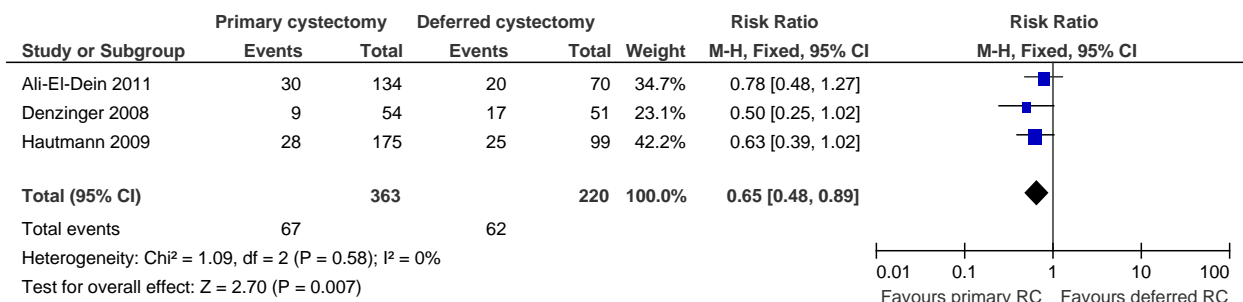 Primary cystectomy Deferred cystectomy Risk Ratio Risk Ratio
Study or Subgroup Events Total Events Total Weight M-H, Fixed, 95% CI M-H, Fixed, 95% CI
Ali-El-Dein 2011 30 134 20 70 34.7% 0.78 [0.48, 1.27]
Denzinger 2008 9 54 17 51 23.1% 0.50 [0.25, 1.02]
Hautmann 2009 28 175 25 99 42.2% 0.63 [0.39, 1.02]
Total (95% CI) 363 220 100.0% 0.65 [0.48, 0.89]
Total events 67 62
Heterogeneity: Chi² = 1.09, df = 2 (P = 0.58); I² = 0%
Test for overall effect: Z = 2.70 (P = 0.007)
0.01 0.1 1 10 100
Favours primary RC Favours deferred RC